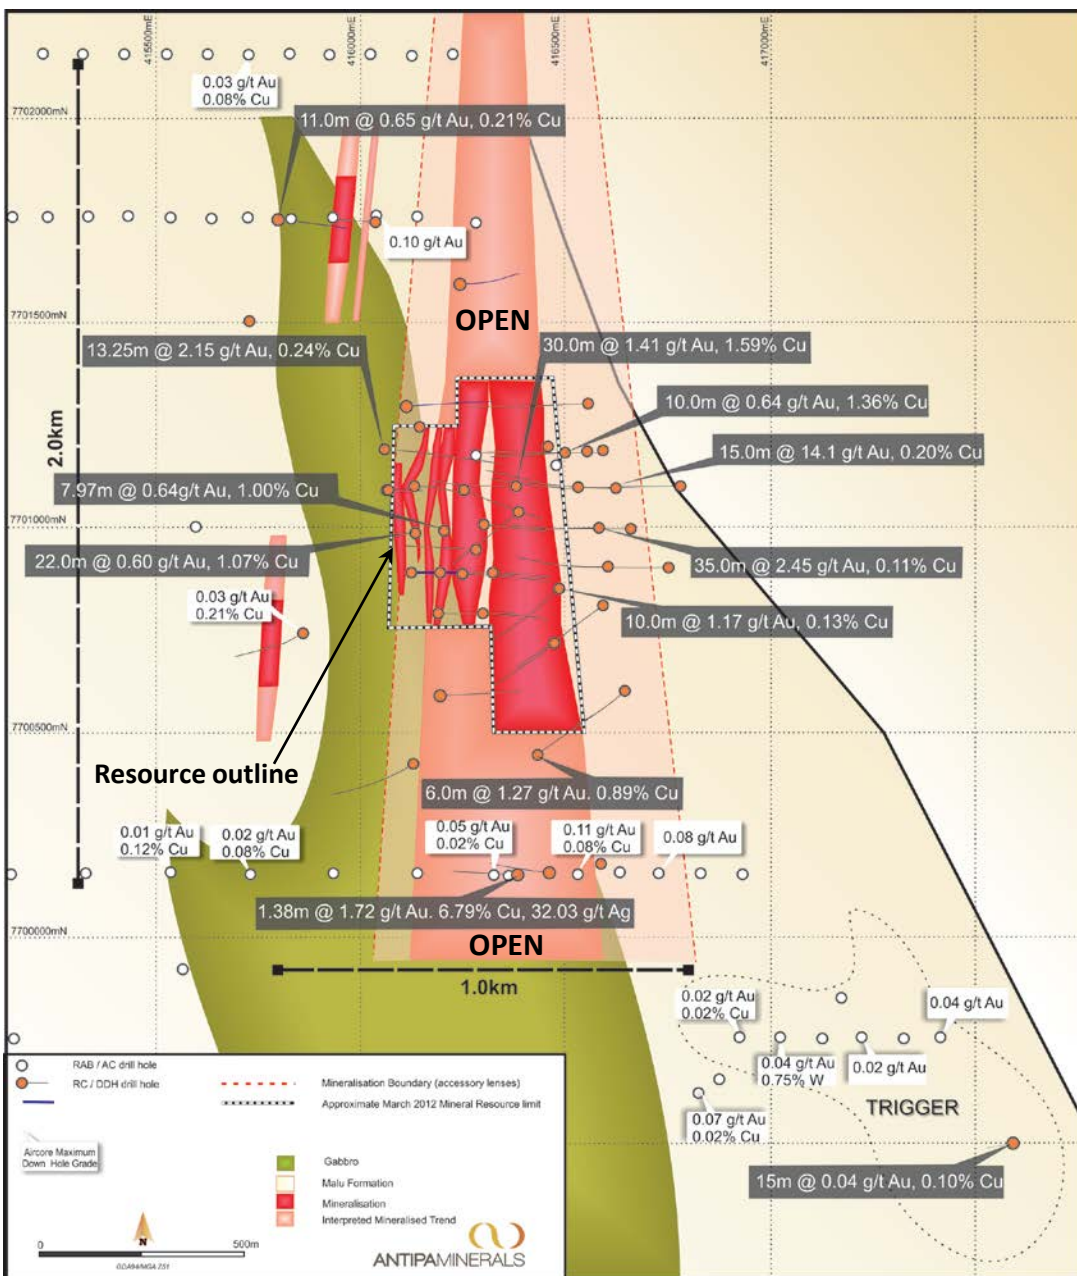 415500mE
416000mE
416500mE
417000mE
0.03 g/t Au
0.08% Cu
7702000mN
11.0m @ 0.65 g/t Au, 0.21% Cu
0.10 g/t Au
OPEN
7701500mN
13.25m @ 2.15 g/t Au, 0.24% Cu
30.0m @ 1.41 g/t Au, 1.59% Cu
10.0m @ 0.64 g/t Au, 1.36% Cu
2.0km
15.0m @ 14.1 g/t Au, 0.20% Cu
7.97m @ 0.64g/t Au, 1.00% Cu
7701000mN
22.0m @ 0.60 g/t Au, 1.07% Cu
35.0m @ 2.45 g/t Au, 0.11% Cu
0.03 g/t Au
0.21% Cu
10.0m @ 1.17 g/t Au, 0.13% Cu
7700500mN
Resource outline
6.0m @ 1.27 g/t Au. 0.89% Cu
0.01 g/t Au
0.12% Cu
0.02 g/t Au
0.08% Cu
0.05 g/t Au
0.02% Cu
0.11 g/t Au
0.08% Cu
0.08 g/t Au
1.38m @ 1.72 g/t Au. 6.79% Cu, 32.03 g/t Ag
7700000mN
OPEN
1.0km
0.02 g/t Au
0.02% Cu
0.04 g/t Au
0.04 g/t Au
0.75% W
0.02 g/t Au
TRIGGER
0.07 g/t Au
0.02% Cu
15m @ 0.04 g/t Au, 0.10% Cu
RAB / AC drill hole
RC / DDH drill hole
Mineralisation Boundary (accessory lenses)
Approximate March 2012 Mineral Resource limit
Aircore Maximum
Down Hole Grade
Gabbro
Malu Formation
Mineralisation
Interpreted Mineralised Trend
N
0
500m
GDA94/MGA Z51
ANTIPAMINERALS